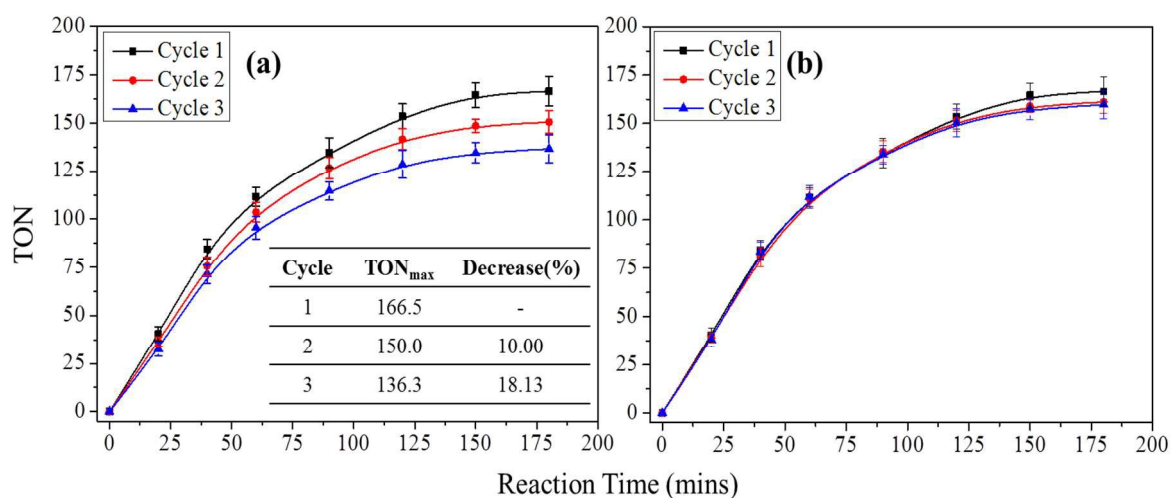 200
175
150
125
100
75
50
25
0
TON
Cycle 1
Cycle 2
Cycle 3
(a)
Cycle TON_max Decrease(%)
1 166.5 -
2 150.0 10.00
3 136.3 18.13
0 25 50 75 100 125 150 175 200
200
175
150
125
100
75
50
25
0
Cycle 1
Cycle 2
Cycle 3
(b)
0 25 50 75 100 125 150 175 200
Reaction Time (mins)